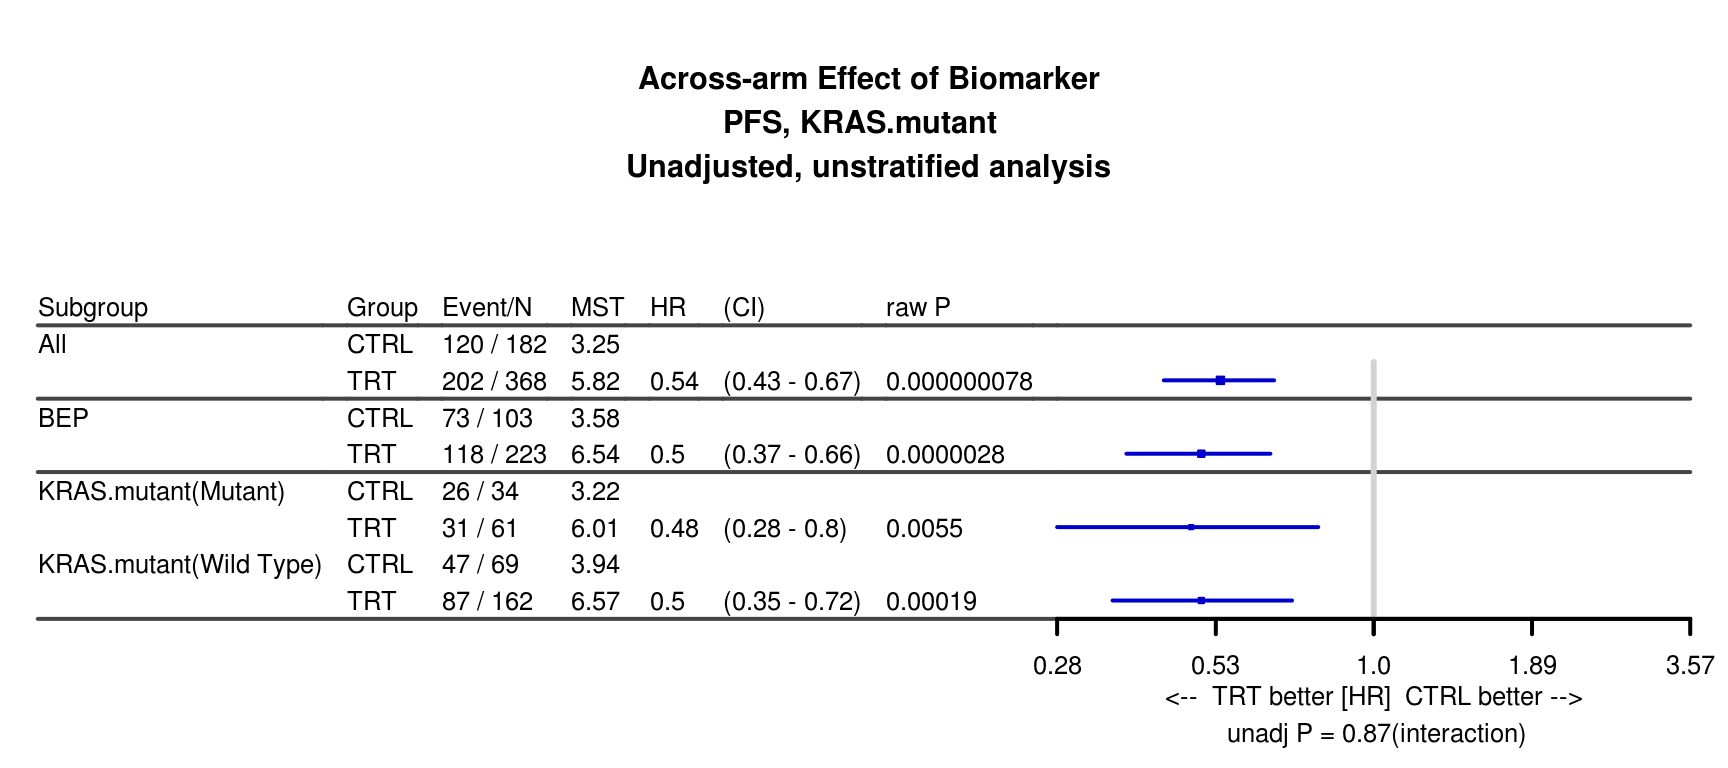 Across-arm Effect of Biomarker
PFS, KRAS.mutant
Unadjusted, unstratified analysis
Subgroup Group Event/N MST HR (CI) raw P
All CTRL 120 / 182 3.25
TRT 202 / 368 5.82 0.54 (0.43 - 0.67) 0.000000078
BEP CTRL 73 / 103 3.58
TRT 118 / 223 6.54 0.5 (0.37 - 0.66) 0.0000028
KRAS.mutant(Mutant) CTRL 26 / 34 3.22
TRT 31 / 61 6.01 0.48 (0.28 - 0.8) 0.0055
KRAS.mutant(Wild Type) CTRL 47 / 69 3.94
TRT 87 / 162 6.57 0.5 (0.35 - 0.72) 0.00019
0.28 0.53 1.0 1.89 3.57
<-- TRT better [HR] CTRL better -->
unadj P = 0.87(interaction)